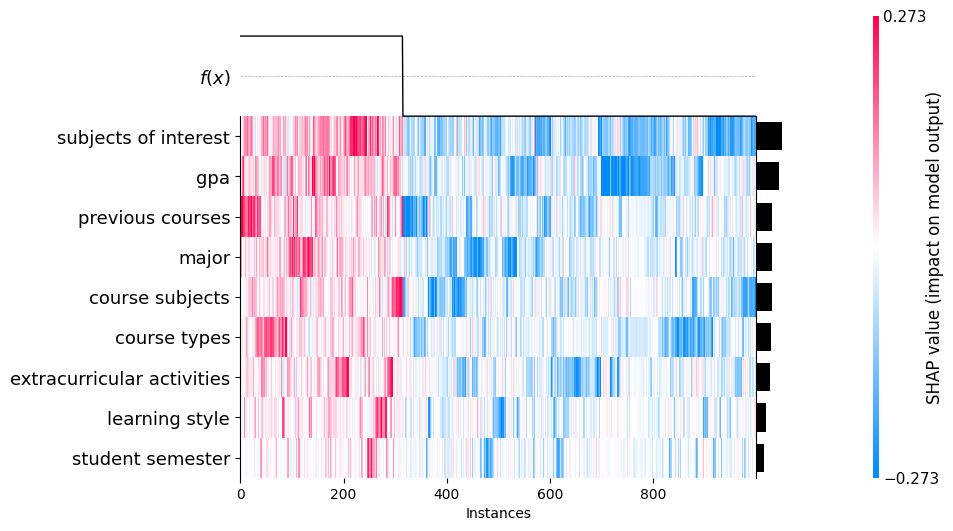 0.273
f(x)
subjects of interest
gpa
previous courses
major
course subjects
course types
extracurricular activities
learning style
student semester
0 200 400 600 800
Instances
−0.273
SHAP value (impact on model output)